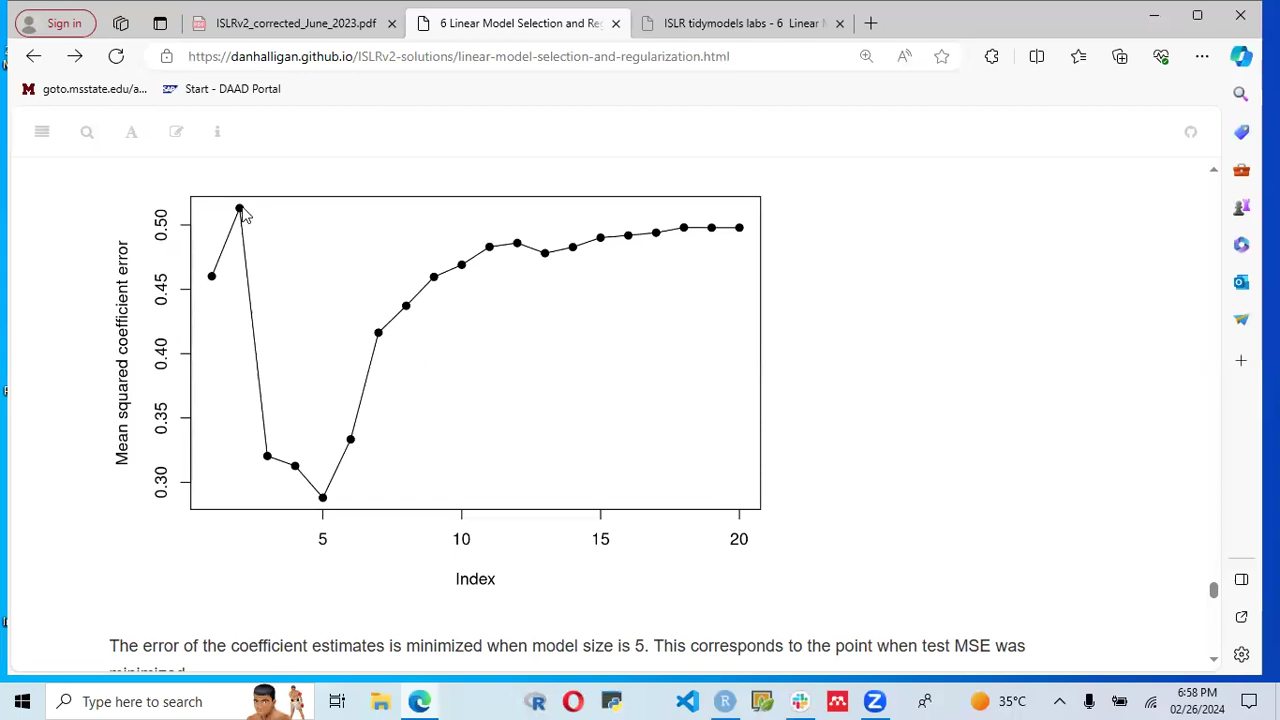 Sign in
ISLRv2_corrected_June_2023.pdf
6 Linear Model Selection and Re
ISLR tidymodels labs - 6 Linear M
https://danhalligan.github.io/ISLRv2-solutions/linear-model-selection-and-regularization.html
goto.msstate.edu/a...
Start - DAAD Portal
Mean squared coefficient error
0.50
0.45
0.40
0.35
0.30
5
10
15
20
Index
The error of the coefficient estimates is minimized when model size is 5. This corresponds to the point when test MSE was
minimized
Type here to search
35°C
6:58 PM
02/26/2024